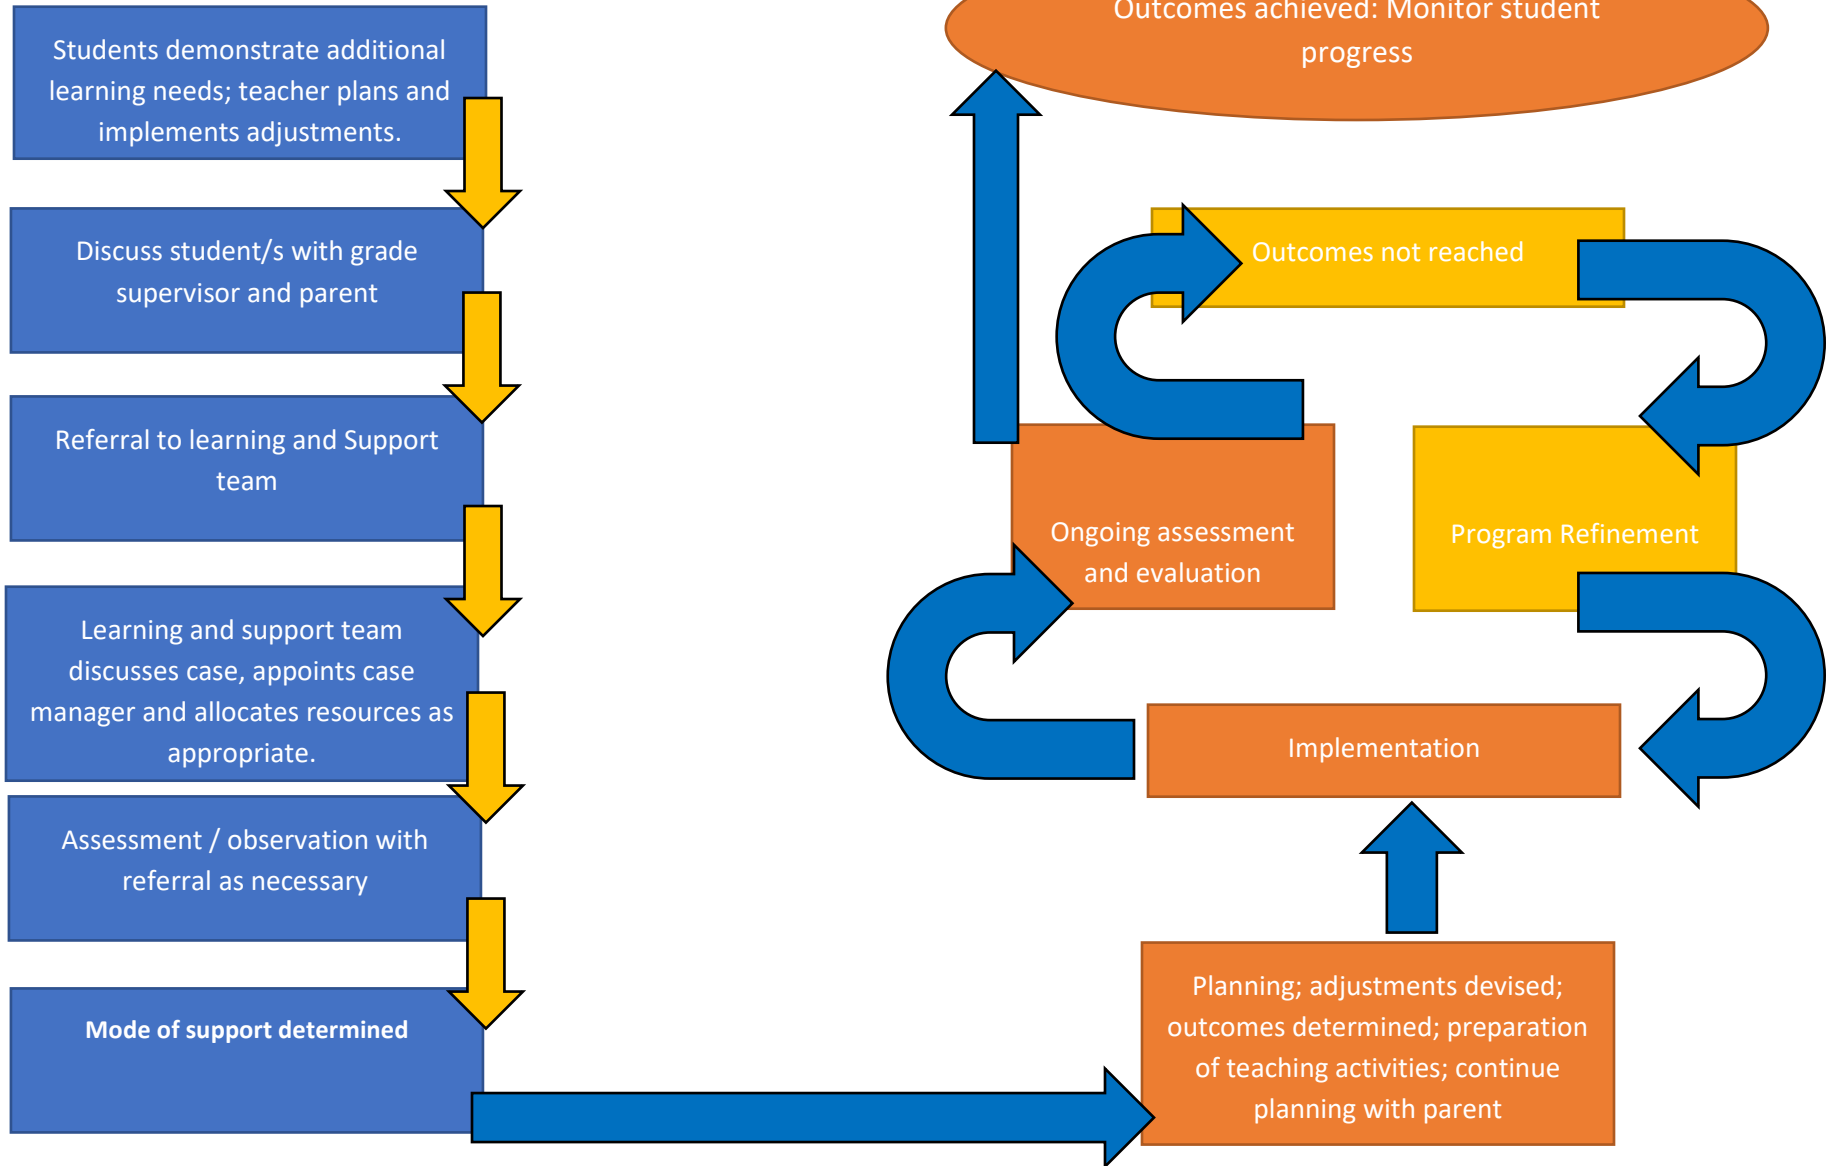 Students demonstrate additional
learning needs; teacher plans and
implements adjustments.
Discuss student/s with grade
supervisor and parent
Referral to learning and Support
team
Learning and support team
discusses case, appoints case
manager and allocates resources as
appropriate.
Assessment / observation with
referral as necessary
Mode of support determined
Planning; adjustments devised;
outcomes determined; preparation
of teaching activities; continue
planning with parent
Implementation
Ongoing assessment
and evaluation
Outcomes not reached
Program Refinement
Outcomes achieved: Monitor student
progress